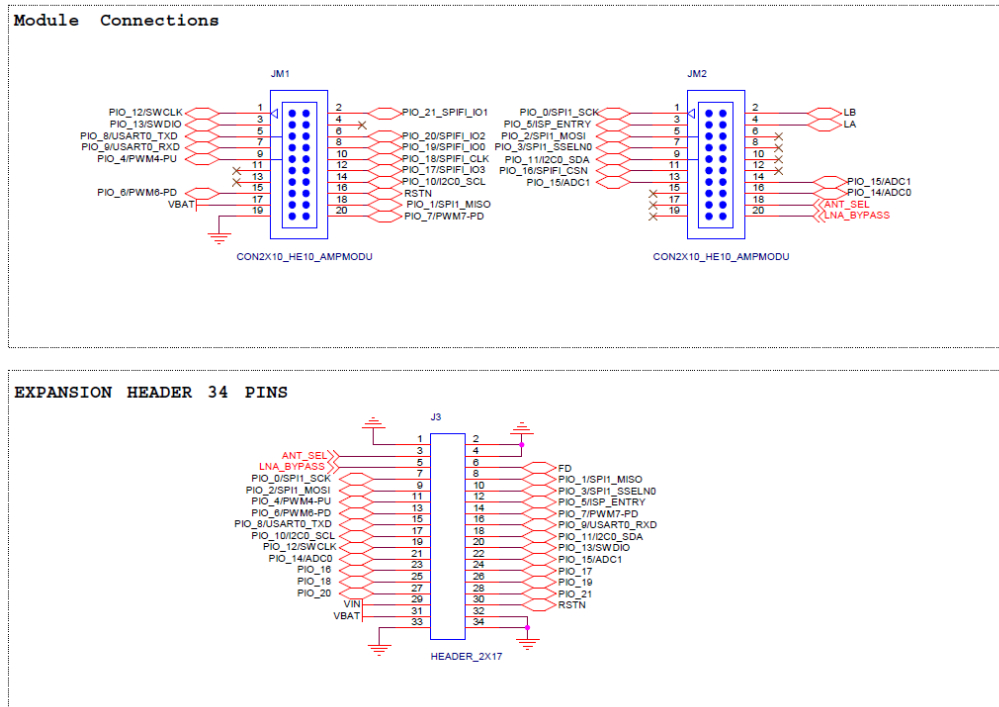 Module Connections
JM1
PIO_12/SWCLK 1 2 PIO_21_SPIFI_IO1
PIO_13/SWDIO 3 4
PIO_8/USART0_TXD 5 6 PIO_20/SPIFI_IO2
PIO_9/USART0_RXD 7 8 PIO_19/SPIFI_IO0
PIO_4/PWM4-PU 9 10 PIO_18/SPIFI_CLK
11 12 PIO_17/SPIFI_IO3
13 14 PIO_10/I2C0_SCL
PIO_6/PWM6-PD 15 16 RSTN
VBAT 17 18 PIO_1/SPI1_MISO
19 20 PIO_7/PWM7-PD
CON2X10_HE10_AMPMODU
JM2
PIO_0/SPI1_SCK 1 2 LB
PIO_5/ISP_ENTRY 3 4 LA
PIO_2/SPI1_MOSI 5 6
PIO_3/SPI1_SSELN0 7 8
PIO_11/I2C0_SDA 9 10
PIO_16/SPIFI_CSN 11 12
PIO_15/ADC1 13 14 PIO_15/ADC1
15 16 PIO_14/ADC0
17 18 ANT_SEL
19 20 LNA_BYPASS
CON2X10_HE10_AMPMODU
EXPANSION HEADER 34 PINS
J3
1 2
ANT_SEL 3 4
LNA_BYPASS 5 6 FD
PIO_0/SPI1_SCK 7 8 PIO_1/SPI1_MISO
PIO_2/SPI1_MOSI 9 10 PIO_3/SPI1_SSELN0
PIO_4/PWM4-PU 11 12 PIO_5/ISP_ENTRY
PIO_6/PWM6-PD 13 14 PIO_7/PWM7-PD
PIO_8/USART0_TXD 15 16 PIO_9/USART0_RXD
PIO_10/I2C0_SCL 17 18 PIO_11/I2C0_SDA
PIO_12/SWCLK 19 20 PIO_13/SWDIO
PIO_14/ADC0 21 22 PIO_15/ADC1
PIO_16 23 24 PIO_17
PIO_18 25 26 PIO_19
PIO_20 27 28 PIO_21
VIN 29 30 RSTN
VBAT 31 32
33 34
HEADER_2X17